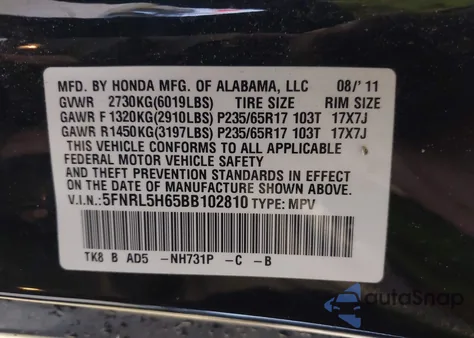 MFD. BY HONDA MFG. OF ALABAMA, LLC 08/'11
GVWR 2730KG(6019LBS) TIRE SIZE RIM SIZE
GAWR F 1320KG(2910LBS) P235/65R17 103T 17X7J
GAWR R1450KG(3197LBS) P235/65R17 103T 17X7J
THIS VEHICLE CONFORMS TO ALL APPLICABLE
FEDERAL MOTOR VEHICLE SAFETY
AND THEFT PREVENTION STANDARDS
IN EFFECT ON THE DATE OF MANUFACTURE SHOWN ABOVE.
V.I.N.: 5FNRL5H65BB102810 TYPE: MPV
TK8 B AD5 -NH731P -C -B
autoSnap